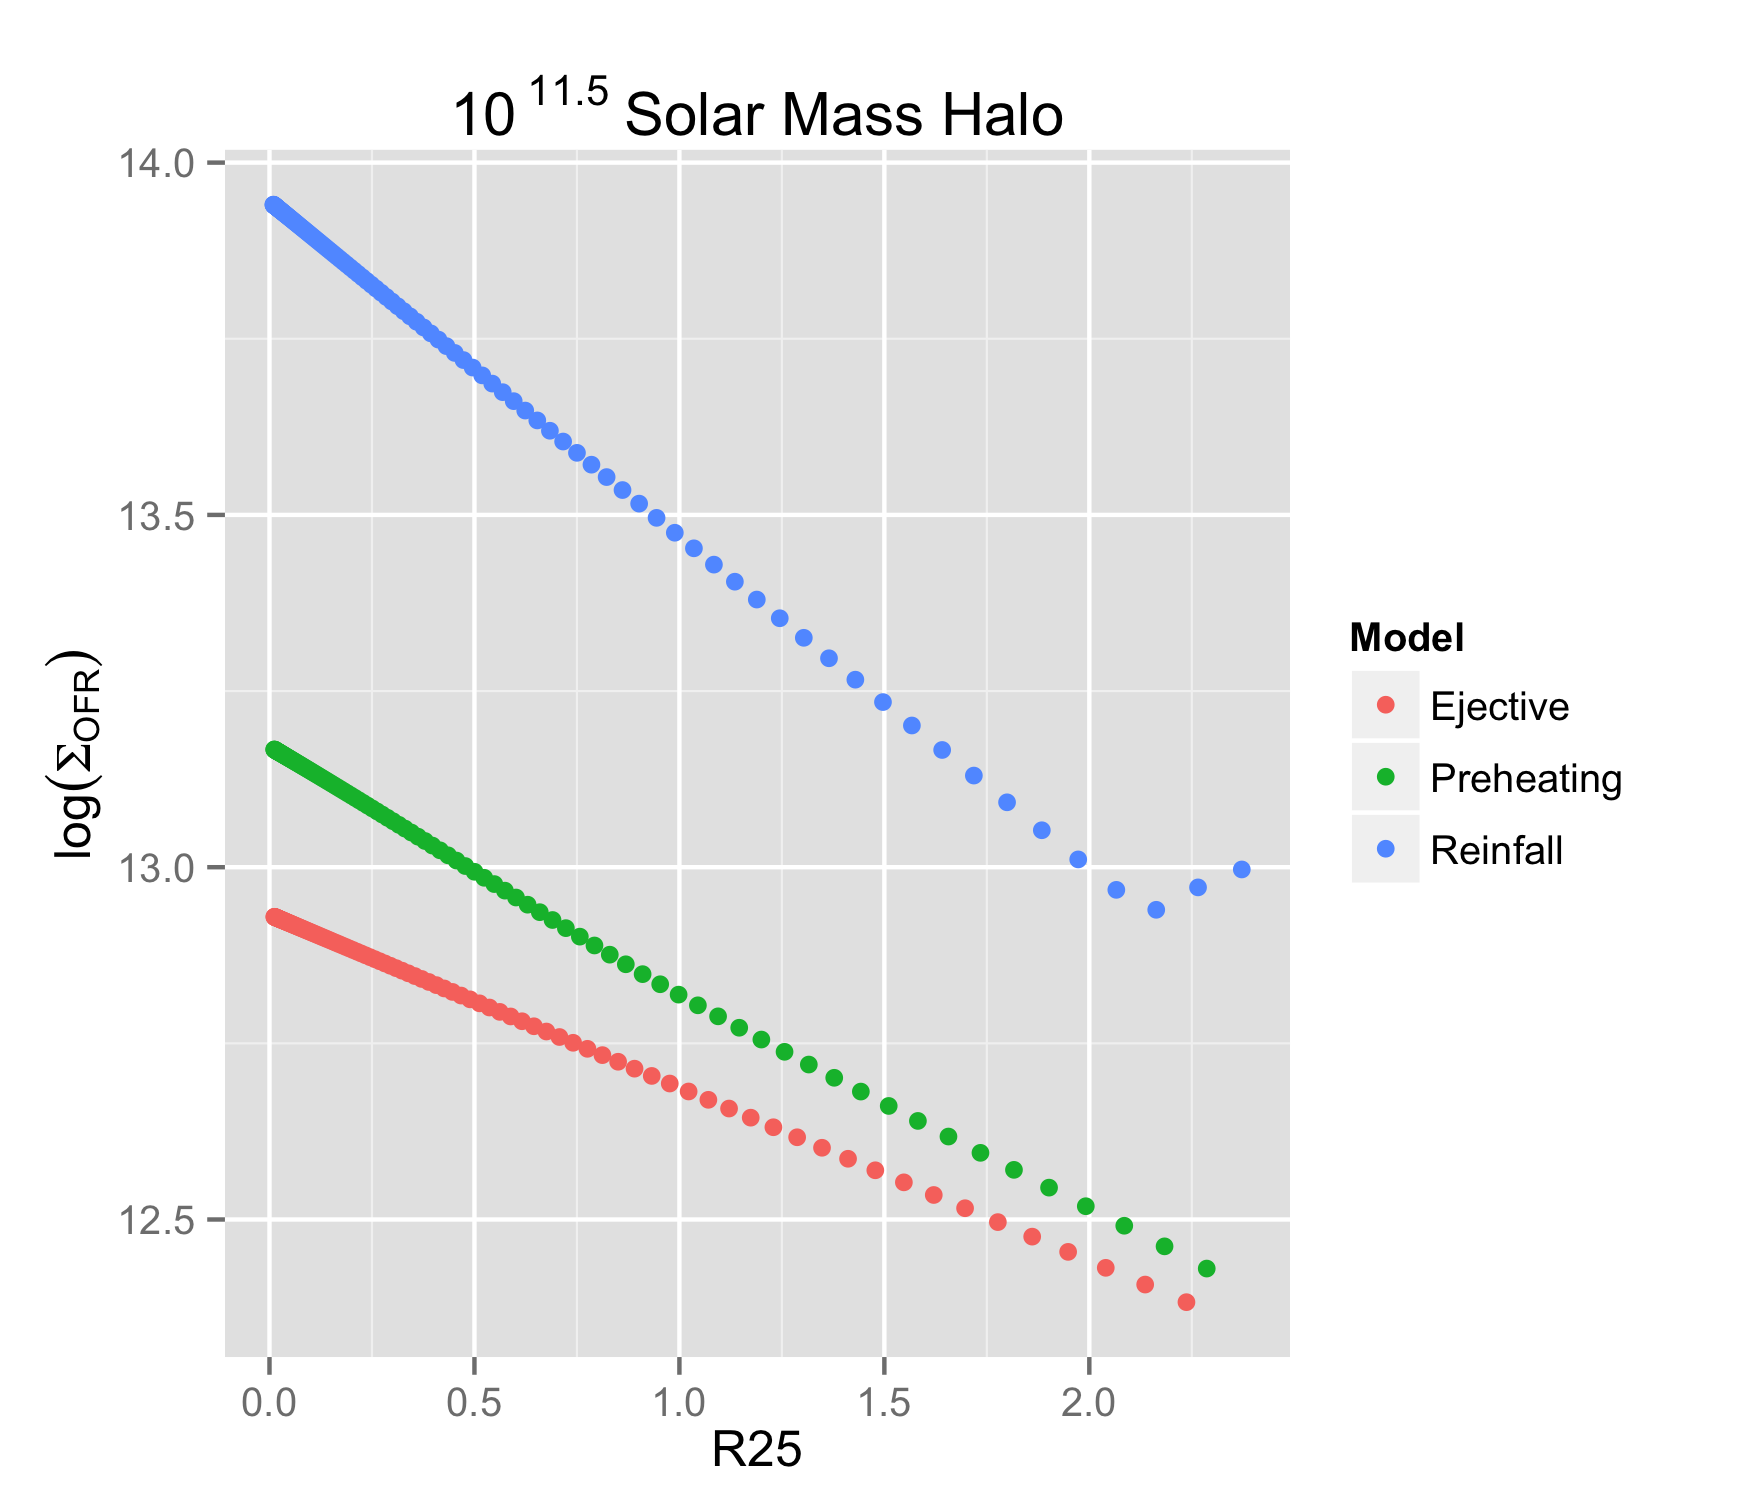 10 11.5 Solar Mass Halo
14.0
13.5
13.0
12.5
log(ΣOFR)
0.0 0.5 1.0 1.5 2.0
R25
Model
Ejective
Preheating
Reinfall